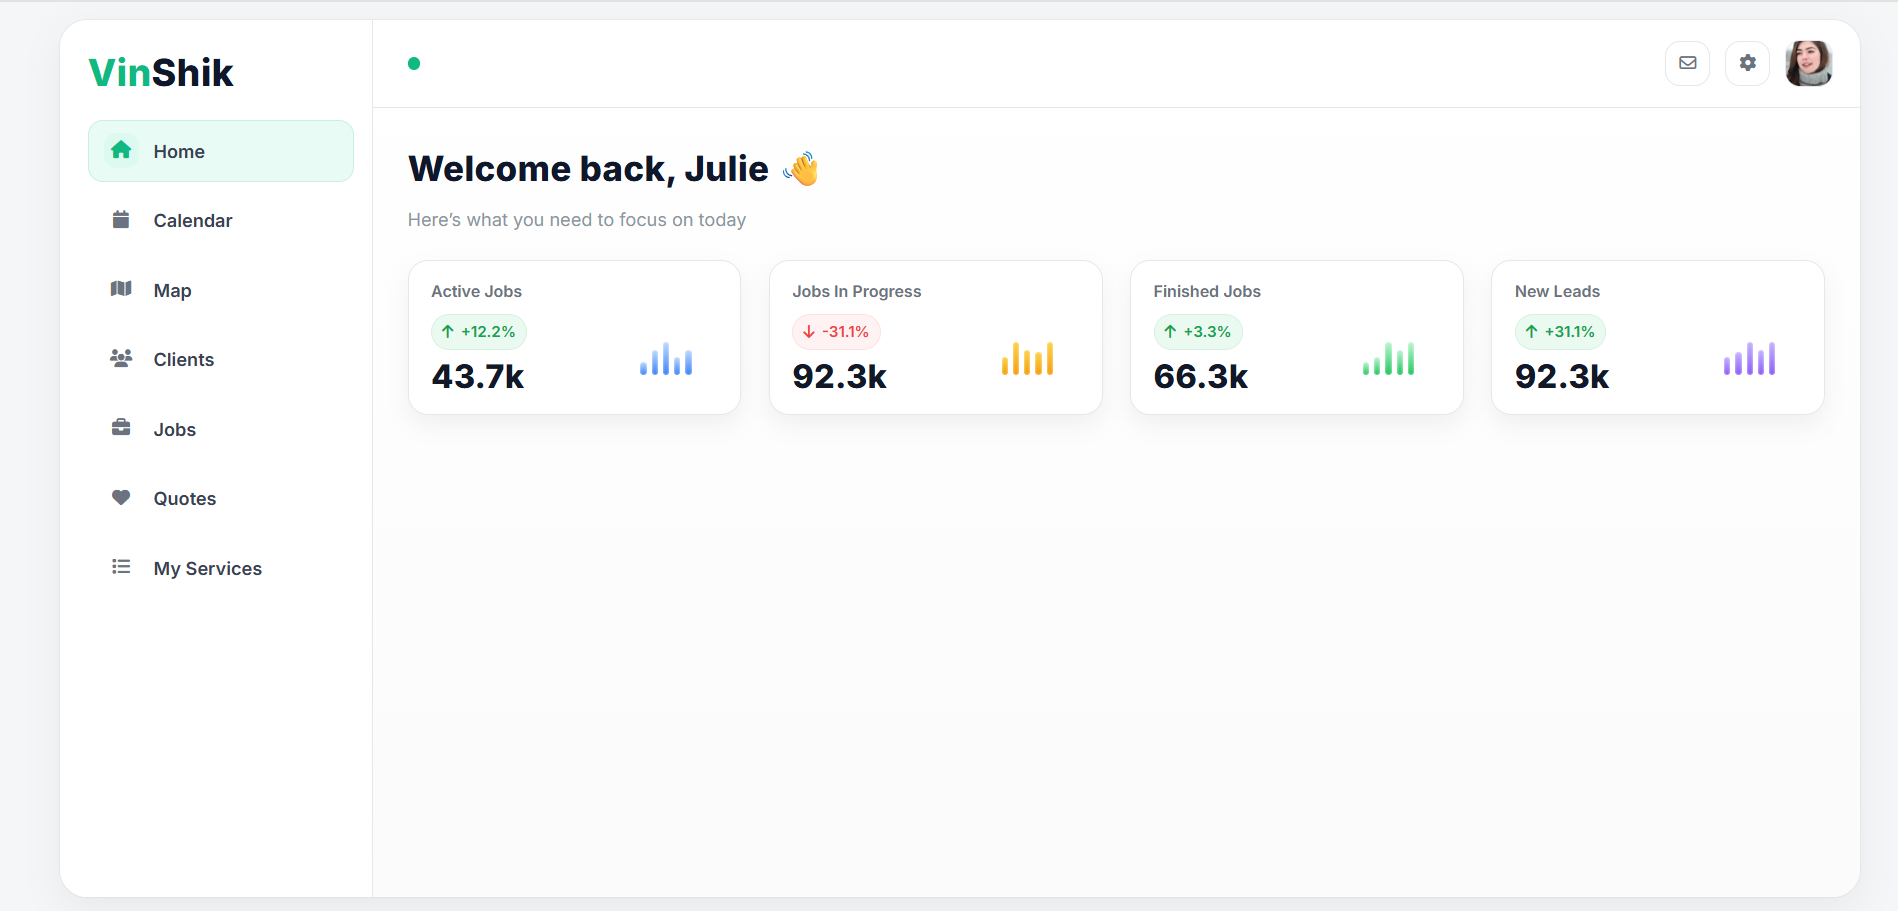 VinShik
Home
Calendar
Map
Clients
Jobs
Quotes
My Services
Welcome back, Julie 👋
Here’s what you need to focus on today
Active Jobs
+12.2%
43.7k
Jobs In Progress
-31.1%
92.3k
Finished Jobs
+3.3%
66.3k
New Leads
+31.1%
92.3k